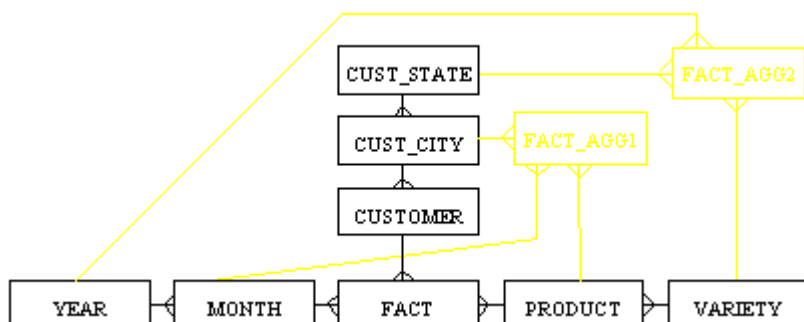 CUST_STATE
FACT_AGG2
CUST_CITY
FACT_AGG1
CUSTOMER
YEAR
MONTH
FACT
PRODUCT
VARIETY